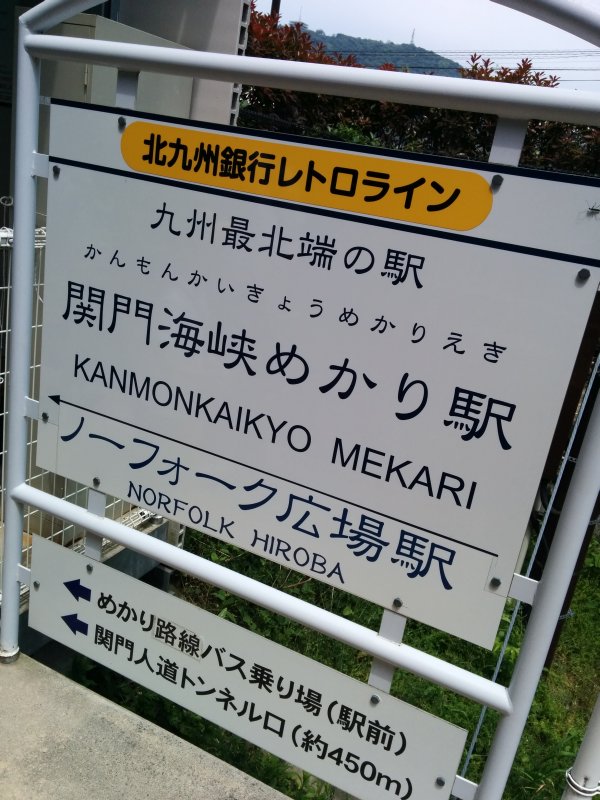 北九州銀行レトロライン
九州最北端の駅
かんもんかいきょうめかりえき
関門海峡めかり駅
KANMONKAIKYO MEKARI
ノーフォーク広場駅
NORFOLK HIROBA
めかり路線バス乗り場(駅前)
関門人道トンネル口(約450m)